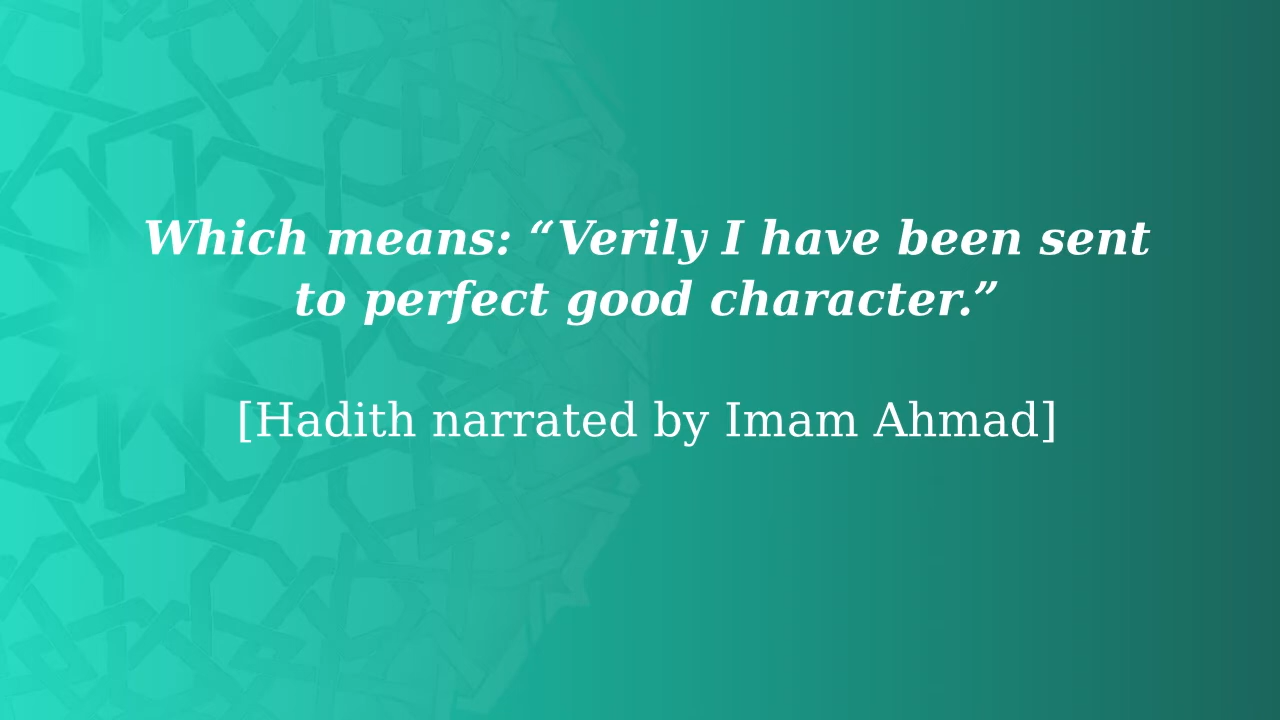 Which means: “Verily I have been sent
to perfect good character.”
[Hadith narrated by Imam Ahmad]